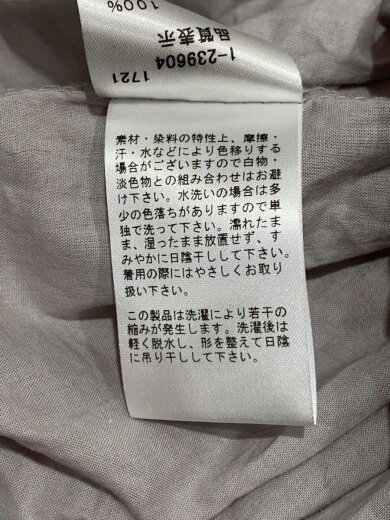 100%
品質表示
1-239604
1721
素材・染料の特性上、摩擦・
汗・水などにより色移りする
場合がございますので白物・
淡色物との組み合わせはお避
け下さい。水洗いの場合は多
少の色落ちがありますので単
独で洗って下さい。濡れたま
ま、湿ったまま放置せず、す
みやかに日陰干しして下さい。
着用の際にはやさしくお取り
扱い下さい。
この製品は洗濯により若干の
縮みが発生します。洗濯後は
軽く脱水し、形を整えて日陰
に吊り干しして下さい。